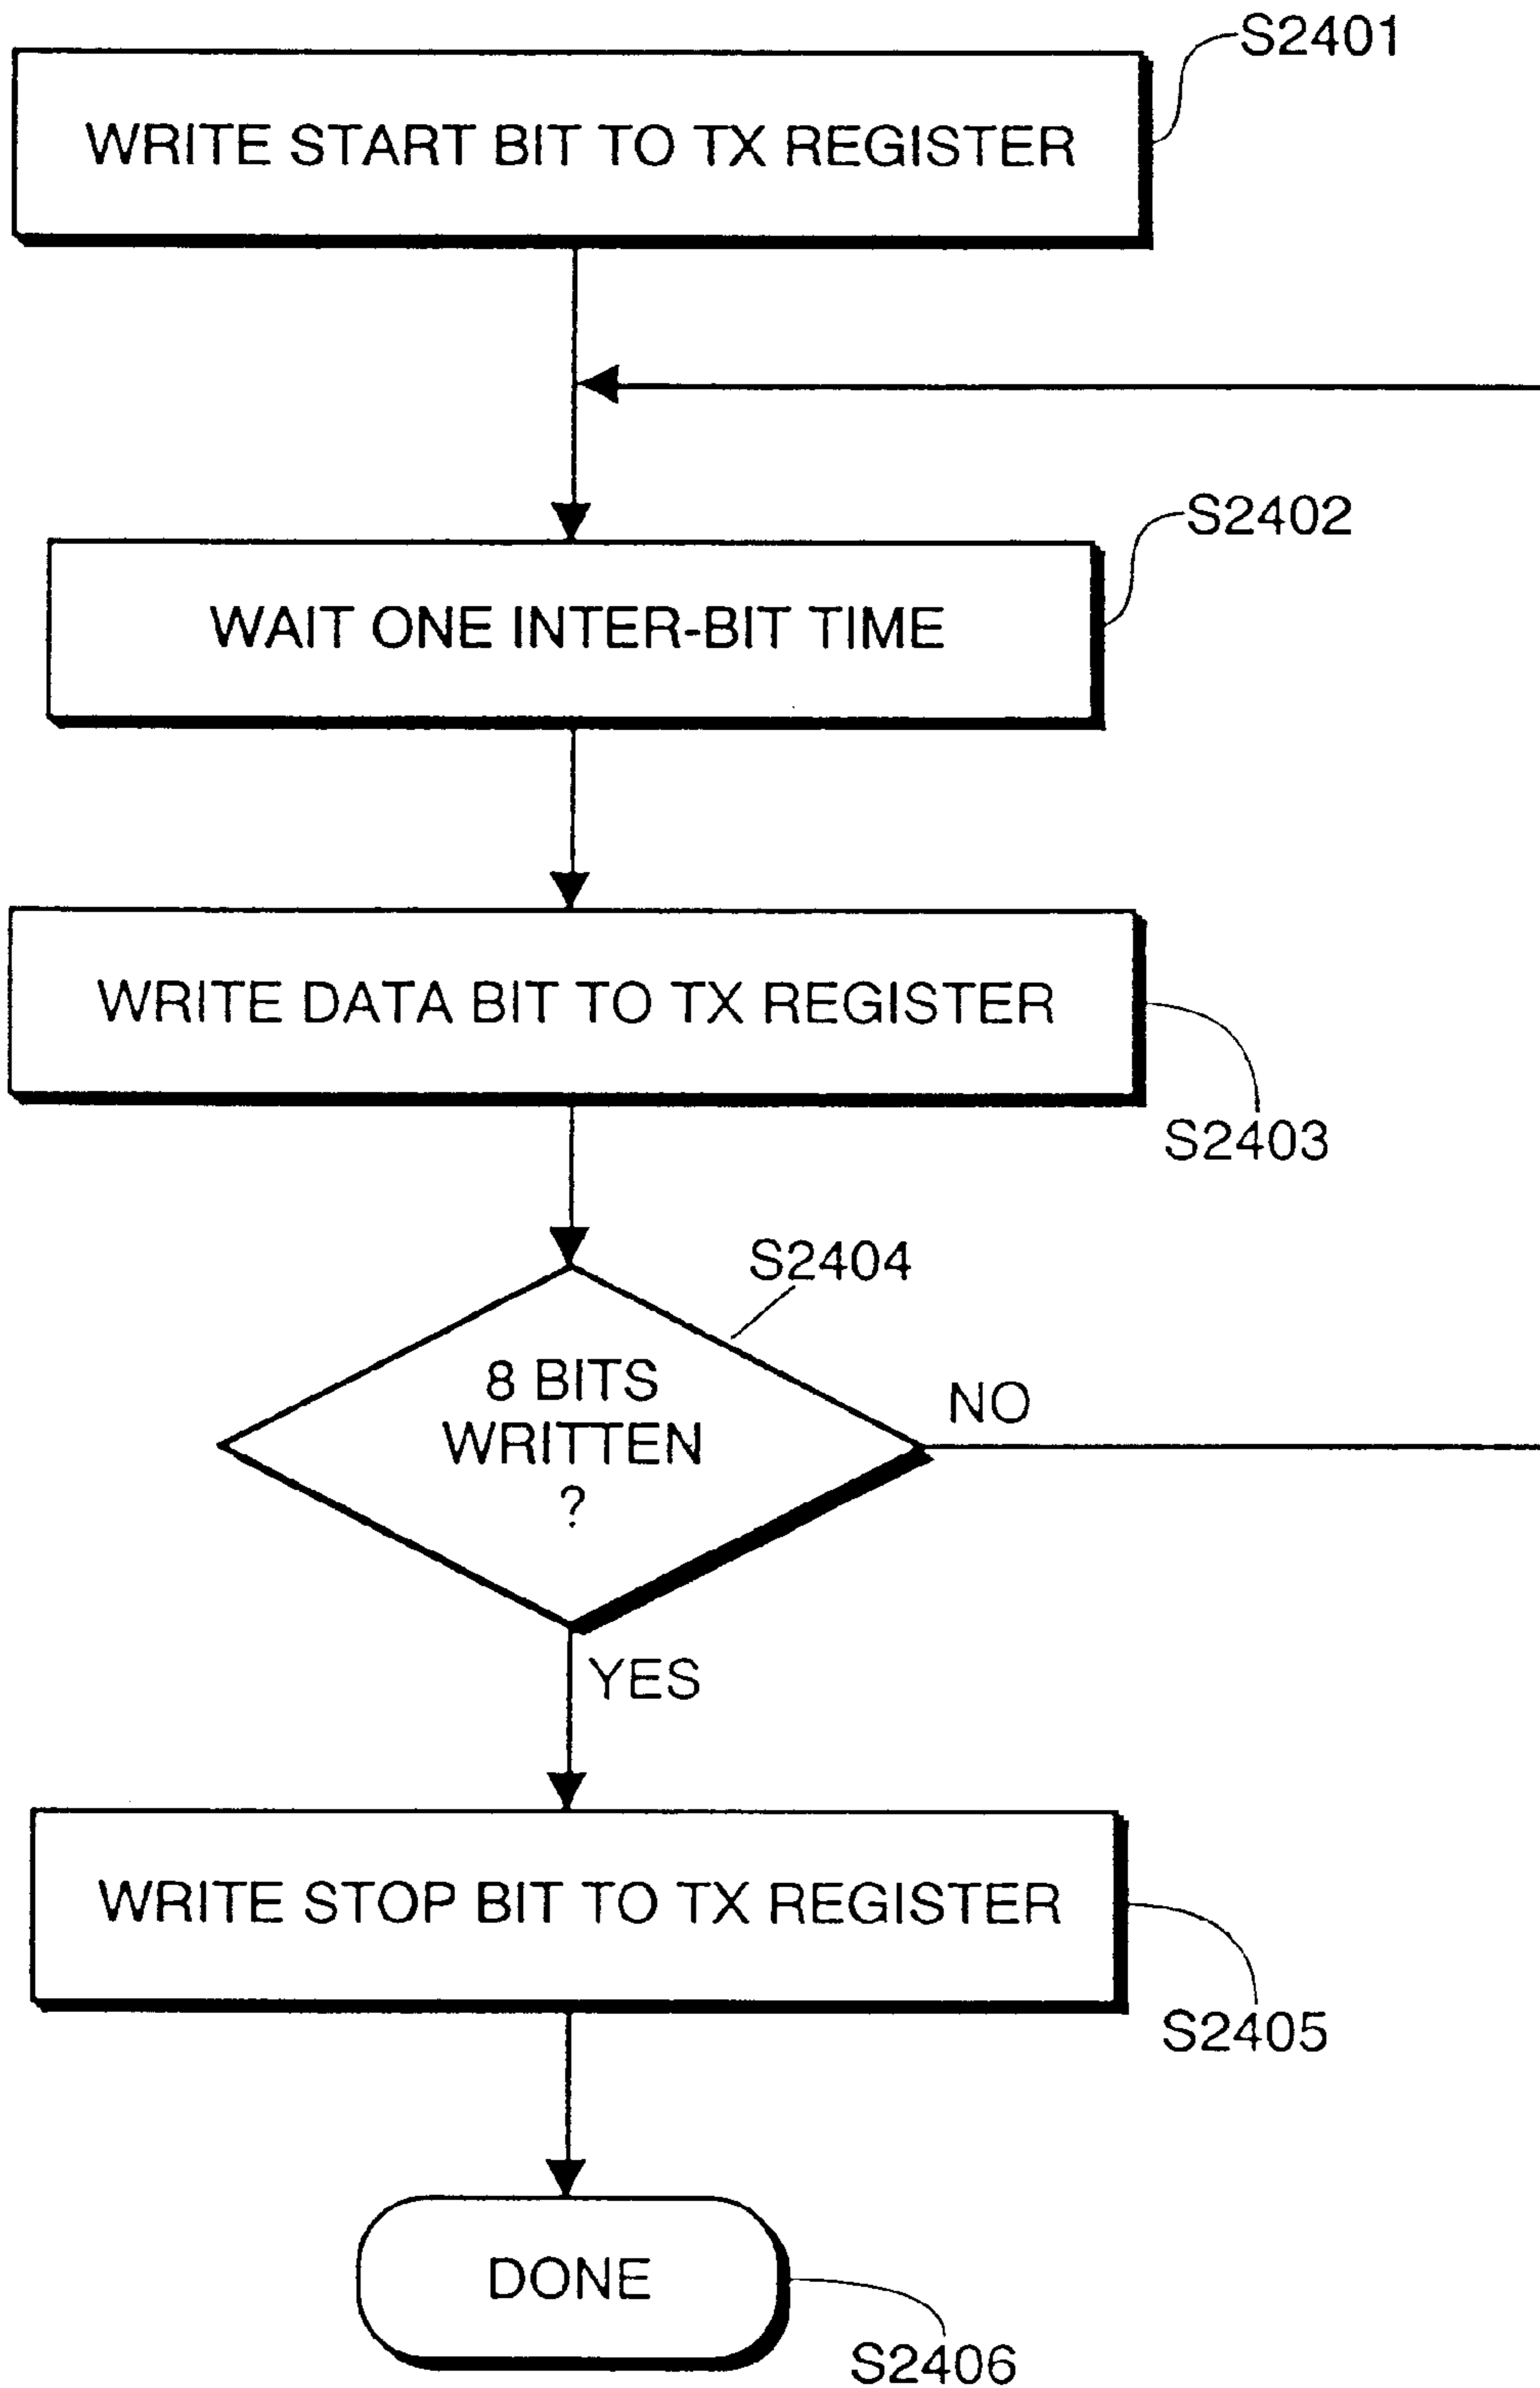 S2401
WRITE START BIT TO TX REGISTER
S2402
WAIT ONE INTER-BIT TIME
WRITE DATA BIT TO TX REGISTER
S2403
S2404
8 BITS
WRITTEN
?
NO
YES
WRITE STOP BIT TO TX REGISTER
S2405
DONE
S2406